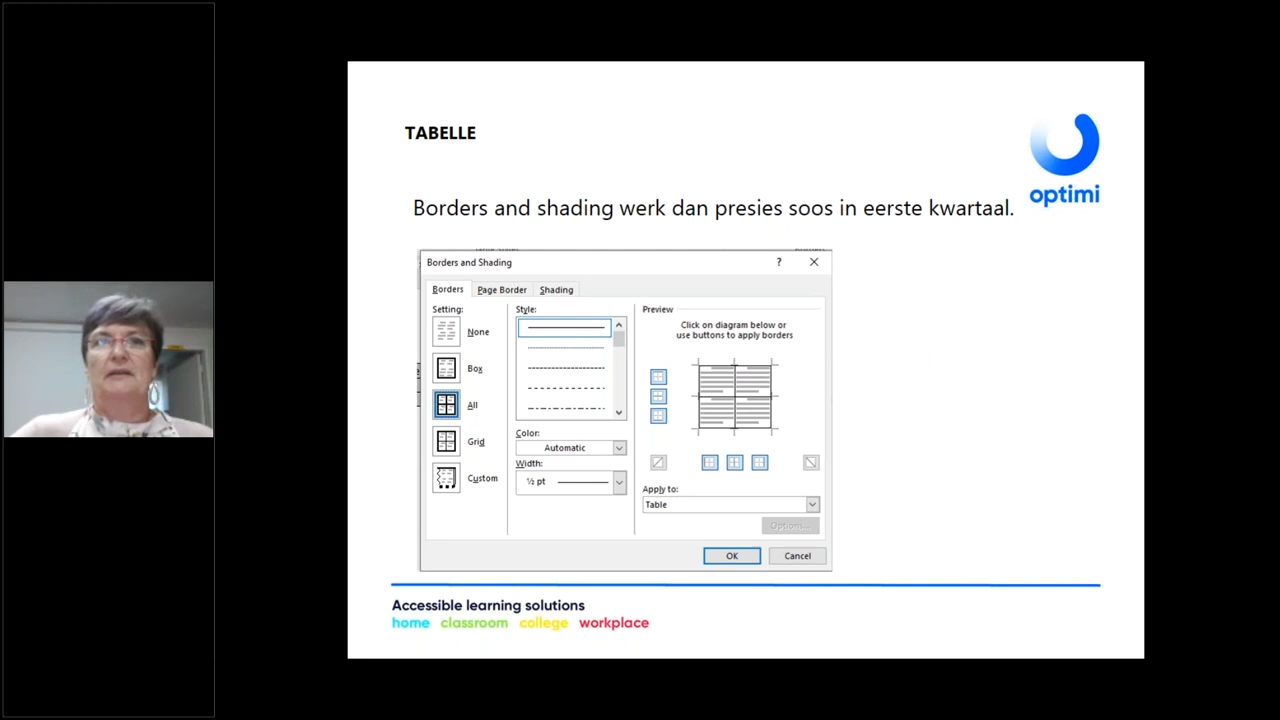 TABELLE
optimi
Borders and shading werk dan presies soos in eerste kwartaal.
Borders and Shading ? X
Borders Page Border Shading
Setting:
None
Box
All
Grid
Custom
Style:
Color:
Automatic
Width:
½ pt
Preview
Click on diagram below or
use buttons to apply borders
Apply to:
Table
Options...
OK Cancel
Accessible learning solutions
home classroom college workplace